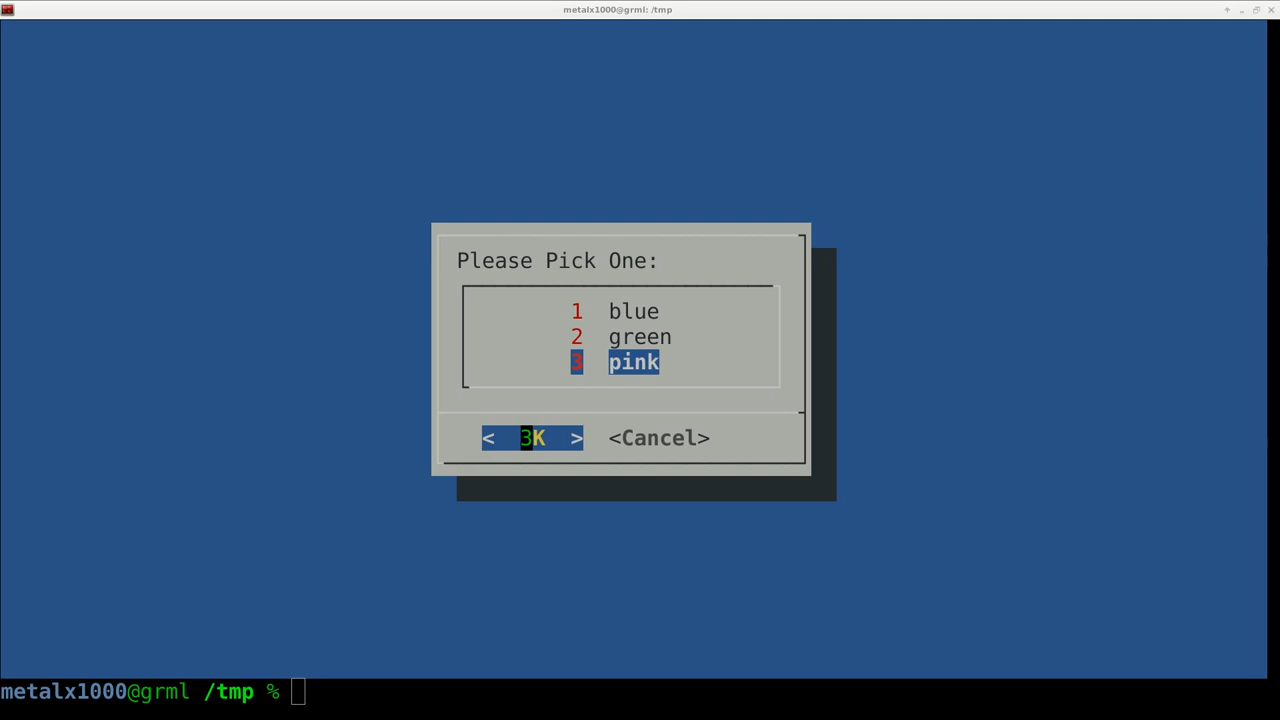 metalx1000@grml: /tmp
Please Pick One:
1 blue
2 green
3 pink
< 3K > <Cancel>
metalx1000@grml /tmp %